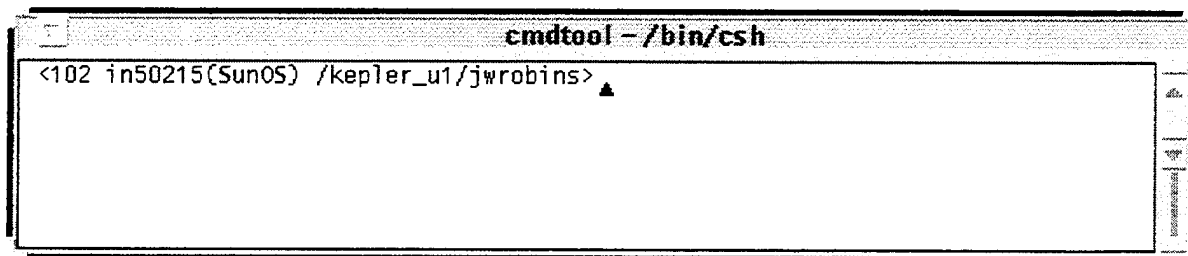 cmdtool – /bin/csh
<102 in50215(SunOS) /kepler_u1/jwrobins>